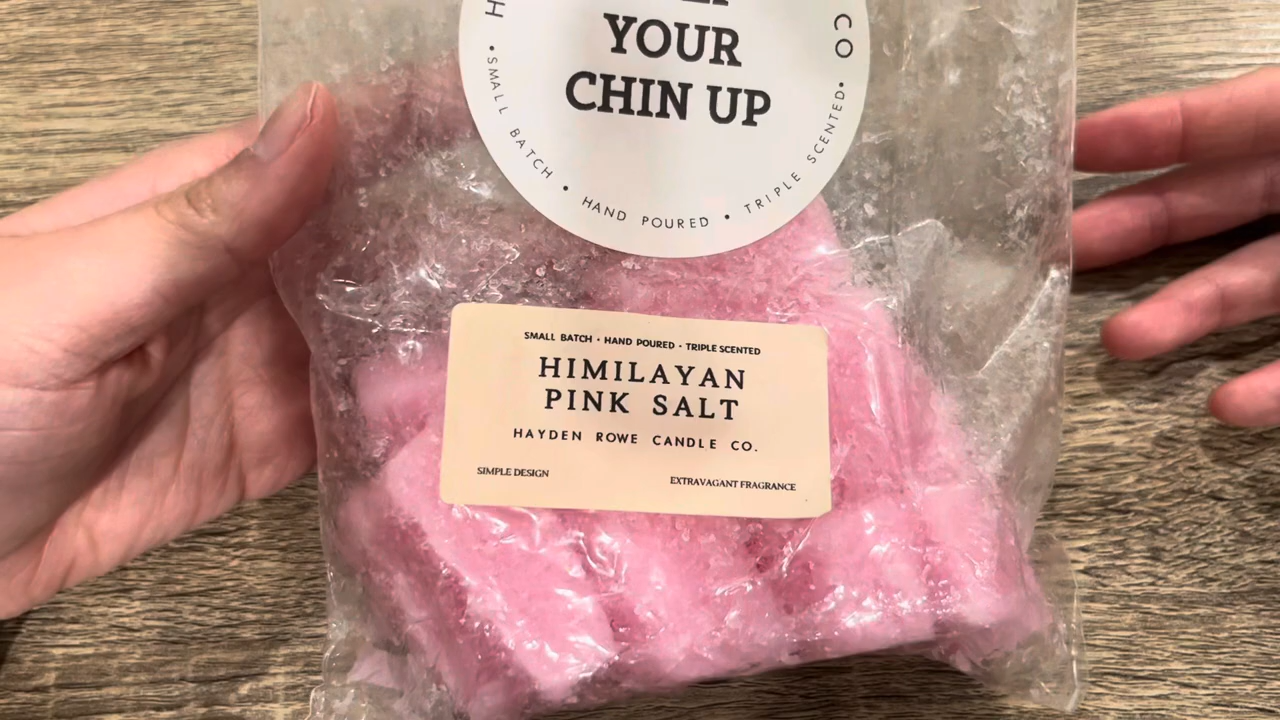 YOUR
CHIN UP
H
CO
• SMALL BATCH • HAND POURED • TRIPLE SCENTED •
SMALL BATCH • HAND POURED • TRIPLE SCENTED
HIMILAYAN
PINK SALT
HAYDEN ROWE CANDLE CO.
SIMPLE DESIGN
EXTRAVAGANT FRAGRANCE